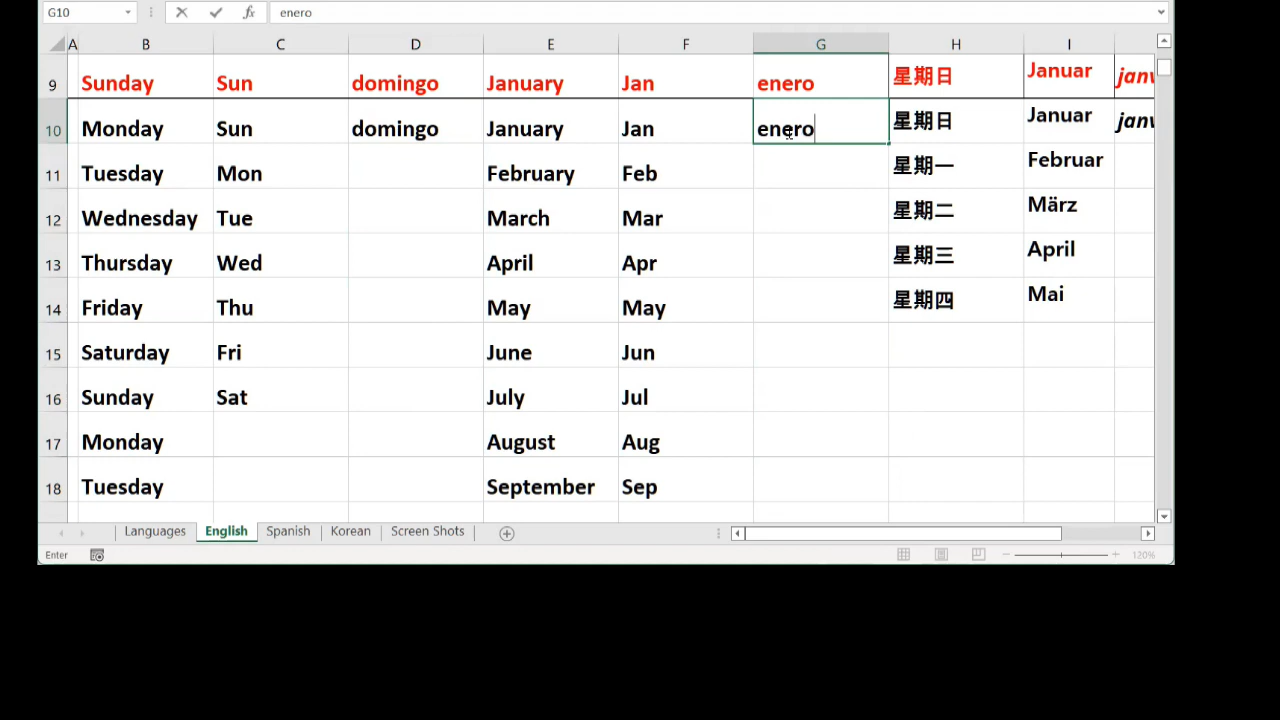 G10 fx enero
A B C D E F G H I
9 Sunday Sun domingo January Jan enero 星期日 Januar janv
10 Monday Sun domingo January Jan enero 星期日 Januar janv
11 Tuesday Mon February Feb 星期一 Februar
12 Wednesday Tue March Mar 星期二 März
13 Thursday Wed April Apr 星期三 April
14 Friday Thu May May 星期四 Mai
15 Saturday Fri June Jun
16 Sunday Sat July Jul
17 Monday August Aug
18 Tuesday September Sep
Languages English Spanish Korean Screen Shots
Enter 120%